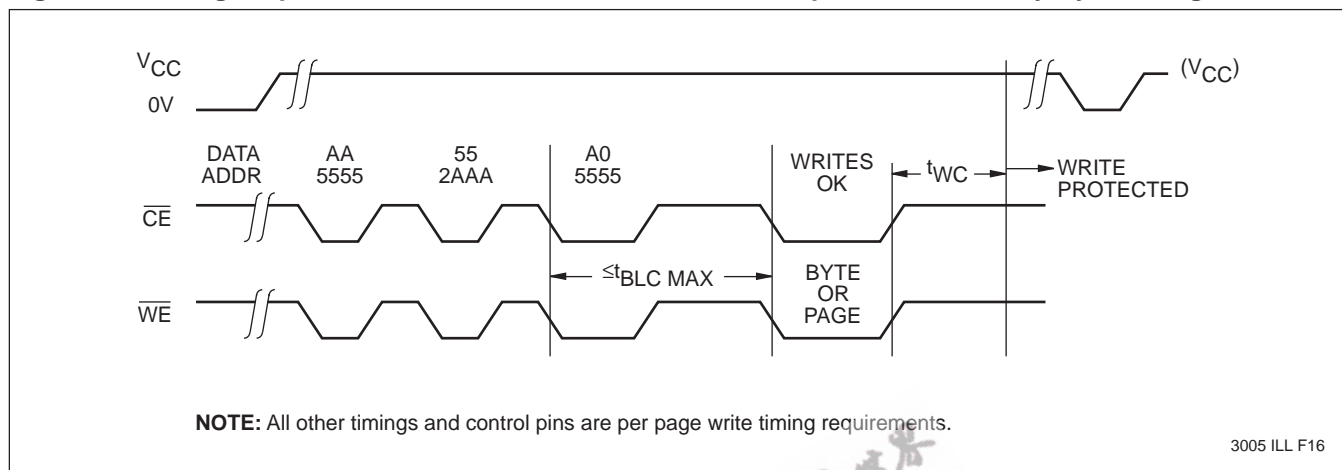 VCC
(VCC)
0V
DATA AA 55 A0 WRITES
ADDR 5555 2AAA 5555 OK
tWC
WRITE
PROTECTED
CE
≤tBLC MAX
BYTE
OR
PAGE
WE
NOTE: All other timings and control pins are per page write timing requirements.
3005 ILL F16